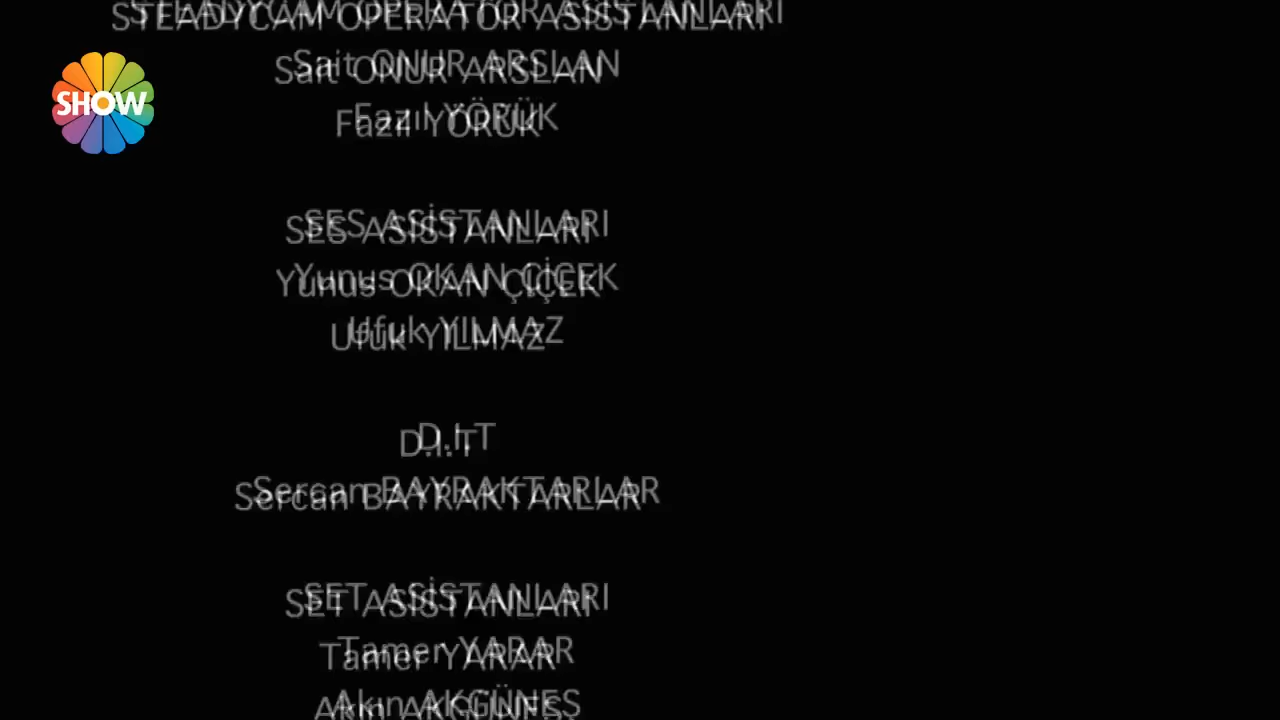 STEADYCAM OPERATÖR ASİSTANLARI
Sait ONUR ARSLAN
Fazıl YÖRÜK
SHOW
SES ASİSTANLARI
Yunus OKAN ÇİÇEK
Ufuk YILMAZ
D.I.T
Sercan BAYRAKTARLAR
SET ASİSTANLARI
Tamer YARAR
Akın AKGÜNEŞ